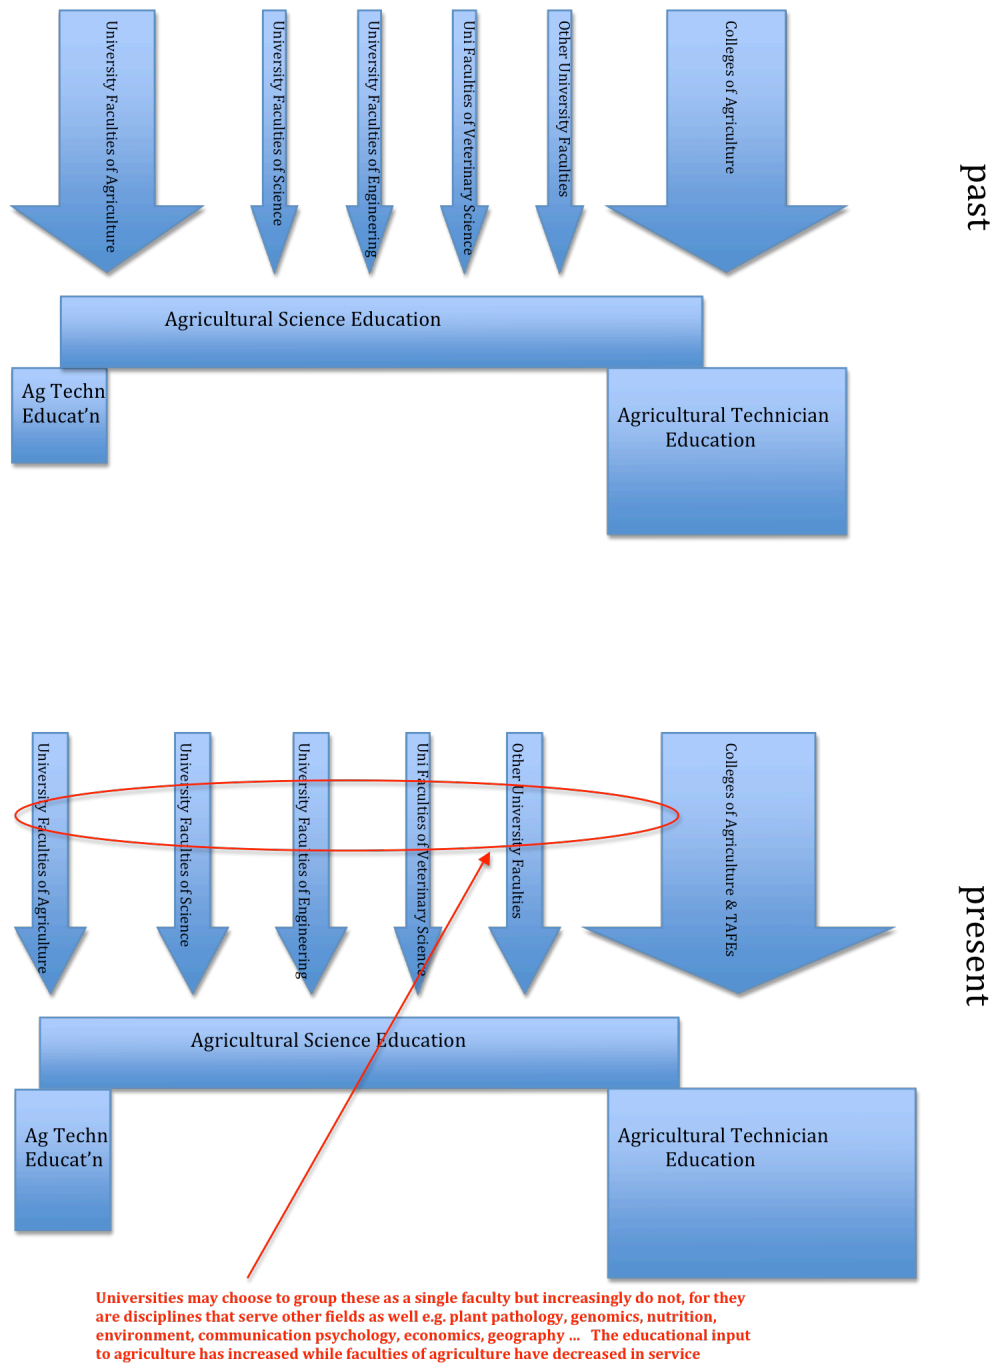 University Faculties of Agriculture
University Faculties of Science
University Faculties of Engineering
Uni Faculties of Veterinary Science
Other University Faculties
Colleges of Agriculture
past
Agricultural Science Education
Ag Techn
Educat’n
Agricultural Technician
Education
University Faculties of Agriculture
University Faculties of Science
University Faculties of Engineering
Uni Faculties of Veterinary Science
Other University Faculties
Colleges of Agriculture & TAFEs
present
Agricultural Science Education
Ag Techn
Educat’n
Agricultural Technician
Education
Universities may choose to group these as a single faculty but increasingly do not, for they
are disciplines that serve other fields as well e.g. plant pathology, genomics, nutrition,
environment, communication psychology, economics, geography ... The educational input
to agriculture has increased while faculties of agriculture have decreased in service